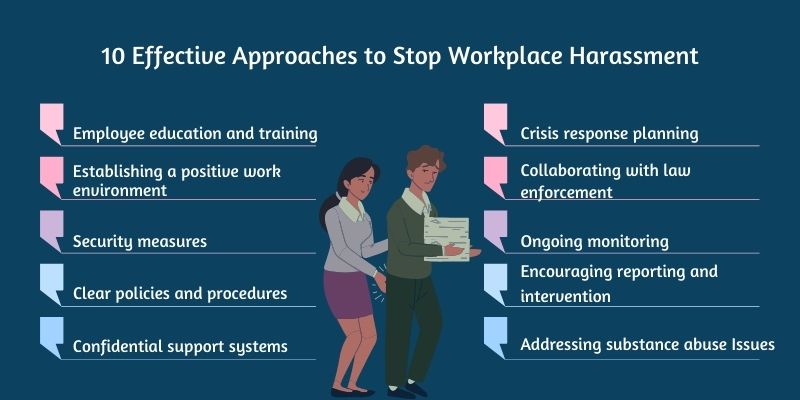 10 Effective Approaches to Stop Workplace Harassment
Employee education and training
Establishing a positive work
environment
Security measures
Clear policies and procedures
Confidential support systems
Crisis response planning
Collaborating with law
enforcement
Ongoing monitoring
Encouraging reporting and
intervention
Addressing substance abuse Issues